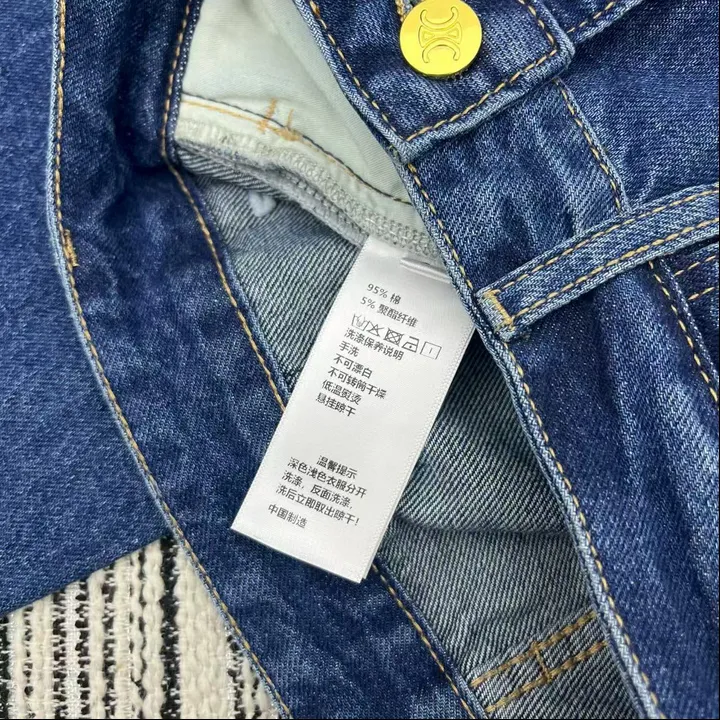 95% 棉
5% 聚酯纤维
洗涤保养说明
手洗
不可漂白
不可转筒干燥
低温熨烫
悬挂晾干
温馨提示
深色浅色衣服分开
洗涤，反面洗涤，
洗后立即取出晾干！
中国制造